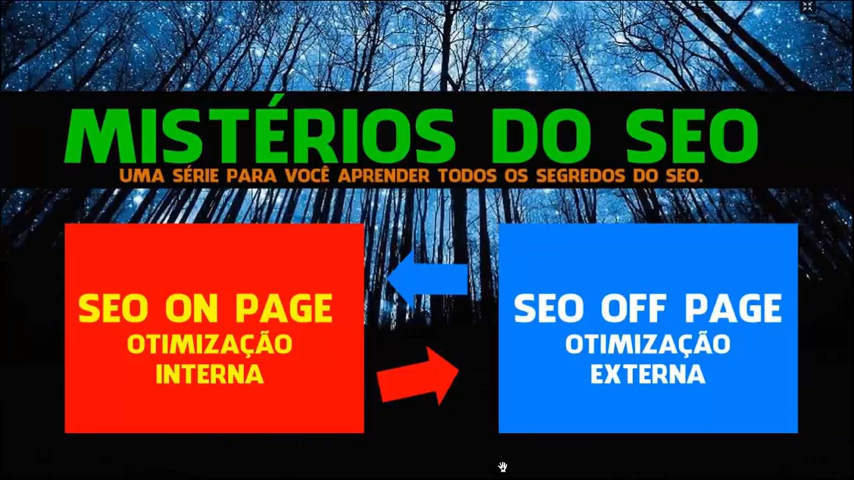 MISTÉRIOS DO SEO
UMA SÉRIE PARA VOCÊ APRENDER TODOS OS SEGREDOS DO SEO.
SEO ON PAGE
OTIMIZAÇÃO
INTERNA
SEO OFF PAGE
OTIMIZAÇÃO
EXTERNA